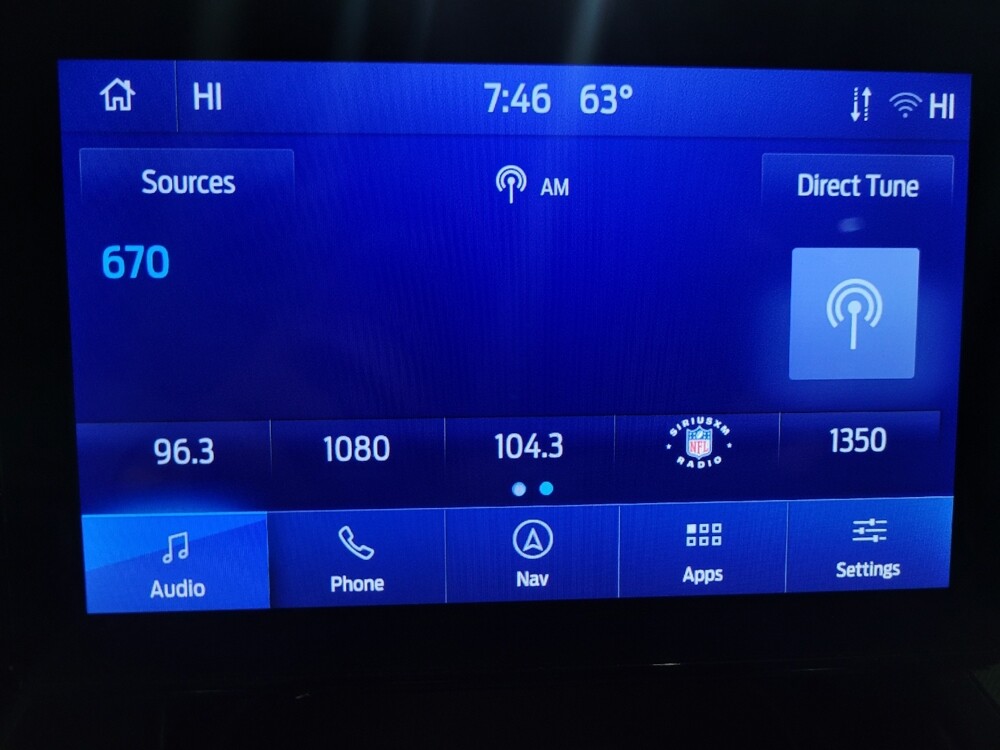 HI 7:46 63° HI
Sources AM Direct Tune
670
96.3 1080 104.3 SIRIUSXM NFL RADIO 1350
Audio Phone Nav Apps Settings